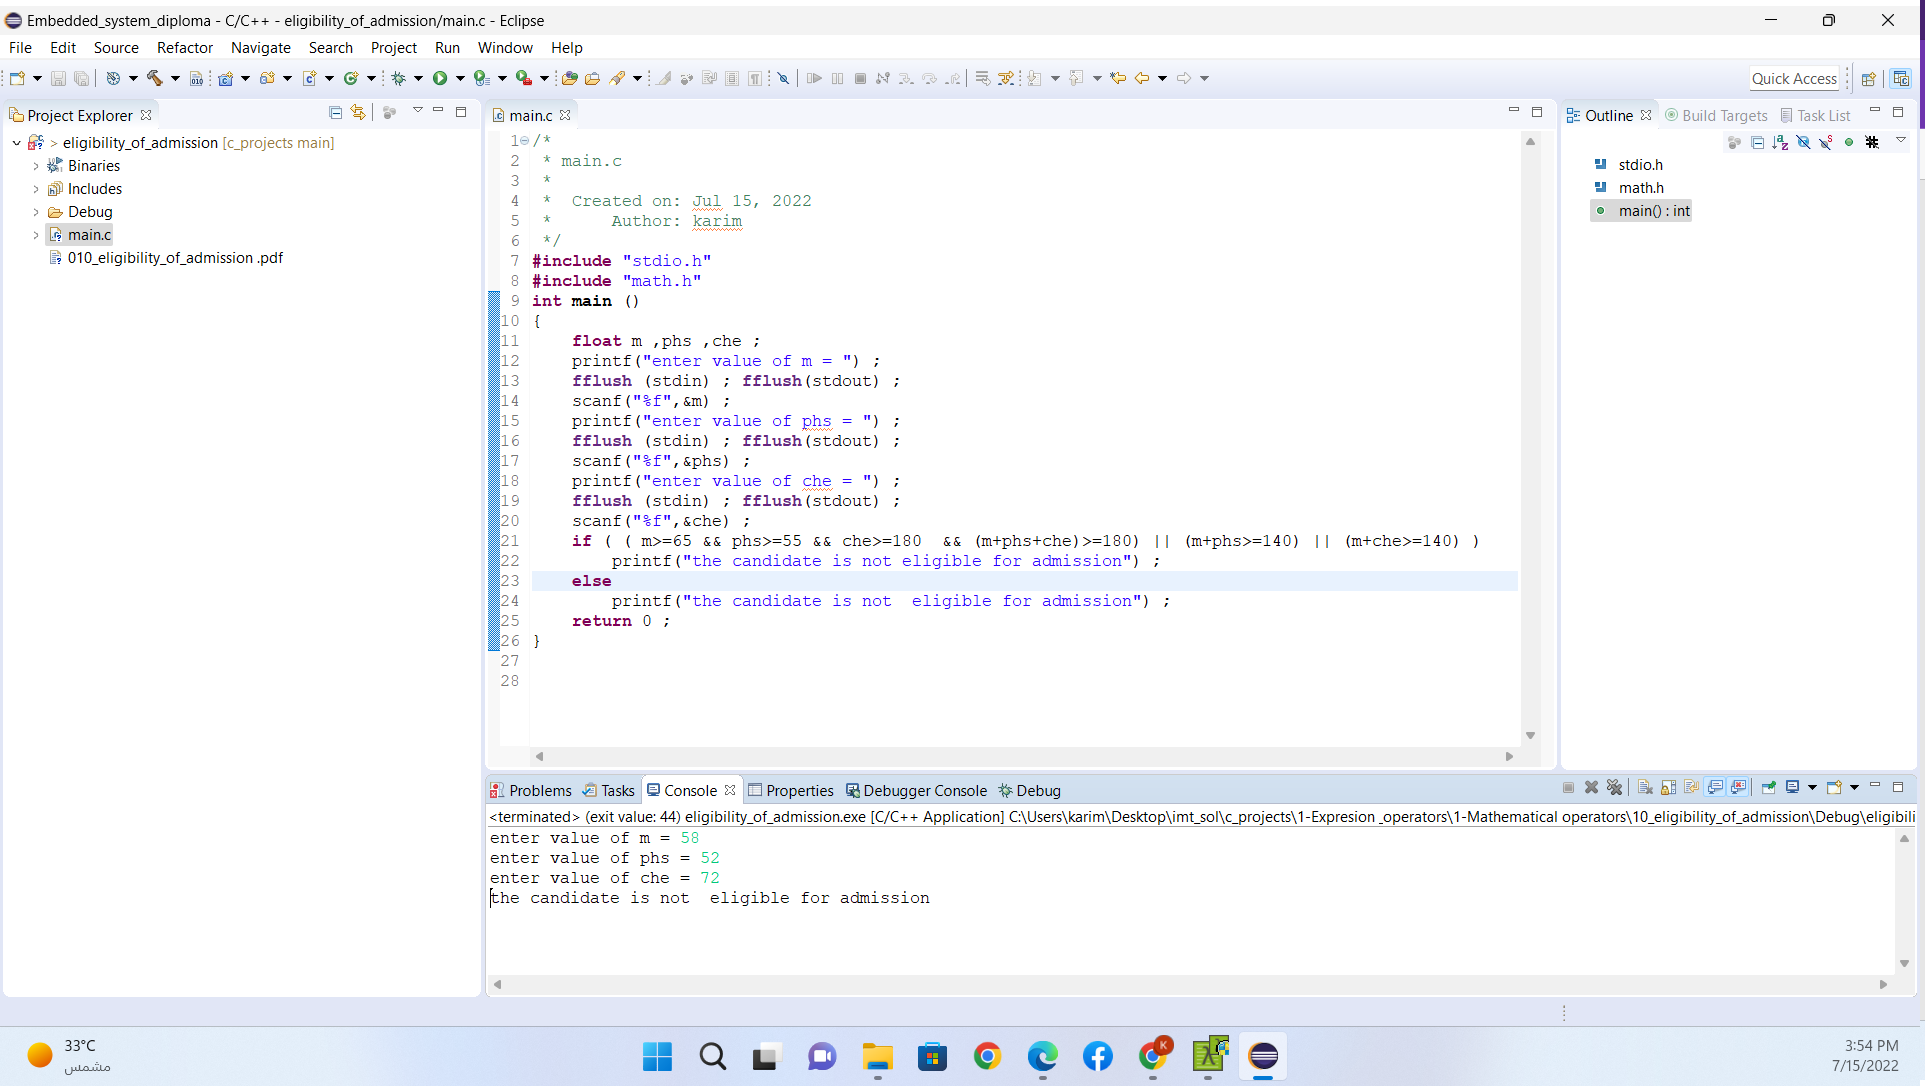 Embedded_system_diploma - C/C++ - eligibility_of_admission/main.c - Eclipse
File Edit Source Refactor Navigate Search Project Run Window Help
Quick Access
Project Explorer
> eligibility_of_admission [c_projects main]
Binaries
Includes
Debug
main.c
010_eligibility_of_admission .pdf
main.c
1 /*
2 * main.c
3 *
4 * Created on: Jul 15, 2022
5 * Author: karim
6 */
7 #include "stdio.h"
8 #include "math.h"
9 int main ()
10 {
11 float m ,phs ,che ;
12 printf("enter value of m = ") ;
13 fflush (stdin) ; fflush(stdout) ;
14 scanf("%f",&m) ;
15 printf("enter value of phs = ") ;
16 fflush (stdin) ; fflush(stdout) ;
17 scanf("%f",&phs) ;
18 printf("enter value of che = ") ;
19 fflush (stdin) ; fflush(stdout) ;
20 scanf("%f",&che) ;
21 if ( ( m>=65 && phs>=55 && che>=180  && (m+phs+che)>=180) || (m+phs>=140) || (m+che>=140) )
22 printf("the candidate is not eligible for admission") ;
23 else
24 printf("the candidate is not  eligible for admission") ;
25 return 0 ;
26 }
27
28
Outline Build Targets Task List
stdio.h
math.h
main() : int
Problems Tasks Console Properties Debugger Console Debug
<terminated> (exit value: 44) eligibility_of_admission.exe [C/C++ Application] C:\Users\karim\Desktop\imt_sol\c_projects\1-Expresion _operators\1-Mathematical operators\10_eligibility_of_admission\Debug\eligibili
enter value of m = 58
enter value of phs = 52
enter value of che = 72
the candidate is not  eligible for admission
33°C
مشمس
K
3:54 PM
7/15/2022